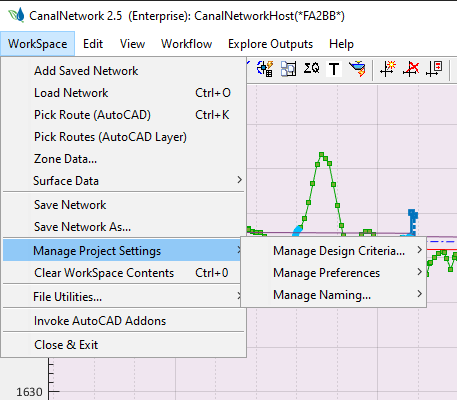 CanalNetwork 2.5 (Enterprise): CanalNetworkHost(*FA2BB*)
WorkSpace Edit View Workflow Explore Outputs Help
ΣQ T
Add Saved Network
Load Network Ctrl+O
Pick Route (AutoCAD) Ctrl+K
Pick Routes (AutoCAD Layer)
Zone Data...
Surface Data
Save Network
Save Network As...
Manage Project Settings
Manage Design Criteria...
Clear WorkSpace Contents Ctrl+0
Manage Preferences
File Utilities...
Manage Naming...
Invoke AutoCAD Addons
Close & Exit
1630